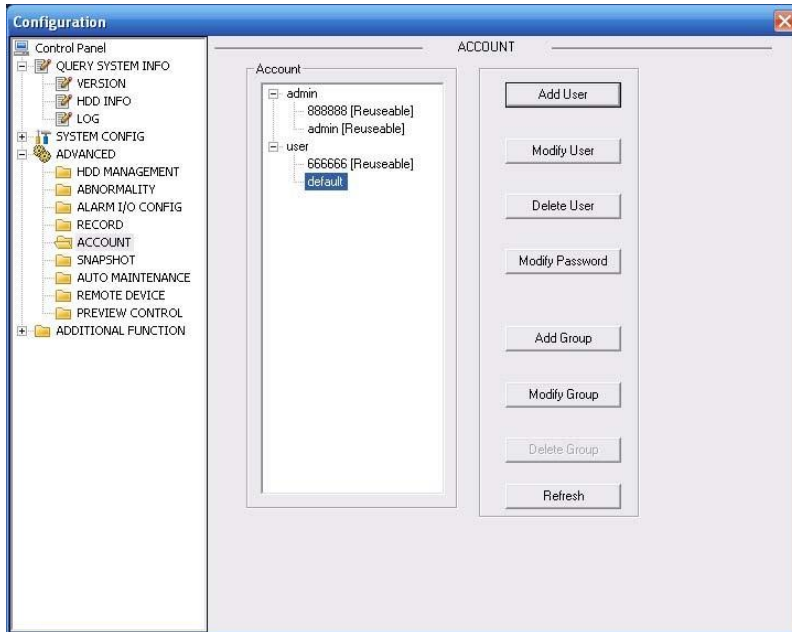 Configuration
Control Panel
QUERY SYSTEM INFO
VERSION
HDD INFO
LOG
SYSTEM CONFIG
ADVANCED
HDD MANAGEMENT
ABNORMALITY
ALARM I/O CONFIG
RECORD
ACCOUNT
SNAPSHOT
AUTO MAINTENANCE
REMOTE DEVICE
PREVIEW CONTROL
ADDITIONAL FUNCTION
ACCOUNT
Account
admin
888888 [Reuseable]
admin [Reuseable]
user
666666 [Reuseable]
default
Add User
Modify User
Delete User
Modify Password
Add Group
Modify Group
Delete Group
Refresh